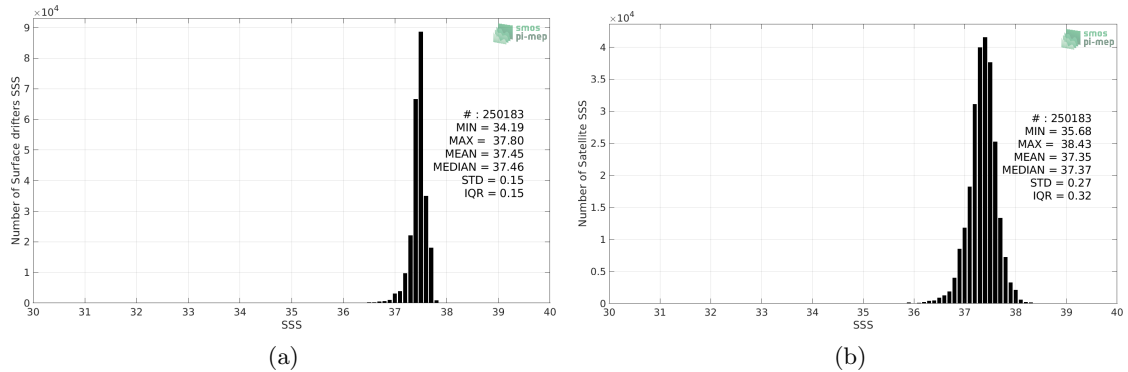 ×10⁴
9
8
7
6
5
4
3
2
1
0
Number of Surface drifters SSS
smos
pi-mep
# : 250183
MIN = 34.19
MAX = 37.80
MEAN = 37.45
MEDIAN = 37.46
STD = 0.15
IQR = 0.15
30 31 32 33 34 35 36 37 38 39 40
SSS
(a)
×10⁴
4
3.5
3
2.5
2
1.5
1
0.5
0
Number of Satellite SSS
smos
pi-mep
# : 250183
MIN = 35.68
MAX = 38.43
MEAN = 37.35
MEDIAN = 37.37
STD = 0.27
IQR = 0.32
30 31 32 33 34 35 36 37 38 39 40
SSS
(b)